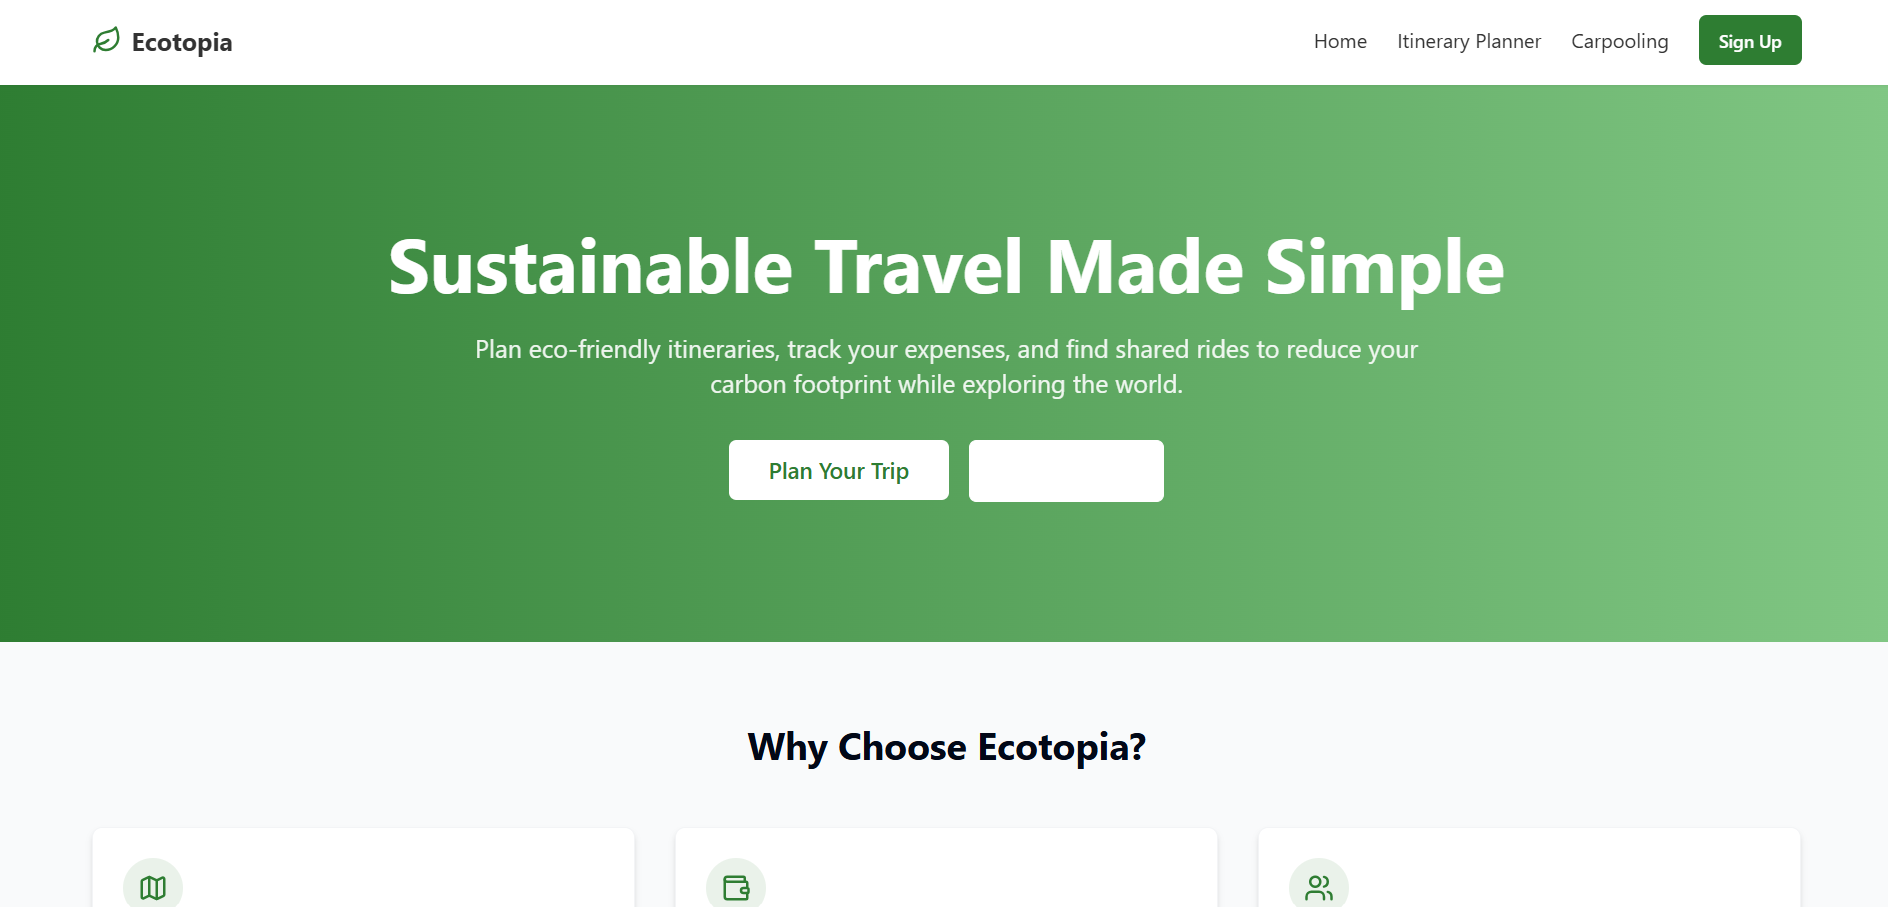 Ecotopia
Home
Itinerary Planner
Carpooling
Sign Up
Sustainable Travel Made Simple
Plan eco-friendly itineraries, track your expenses, and find shared rides to reduce your
carbon footprint while exploring the world.
Plan Your Trip
Why Choose Ecotopia?